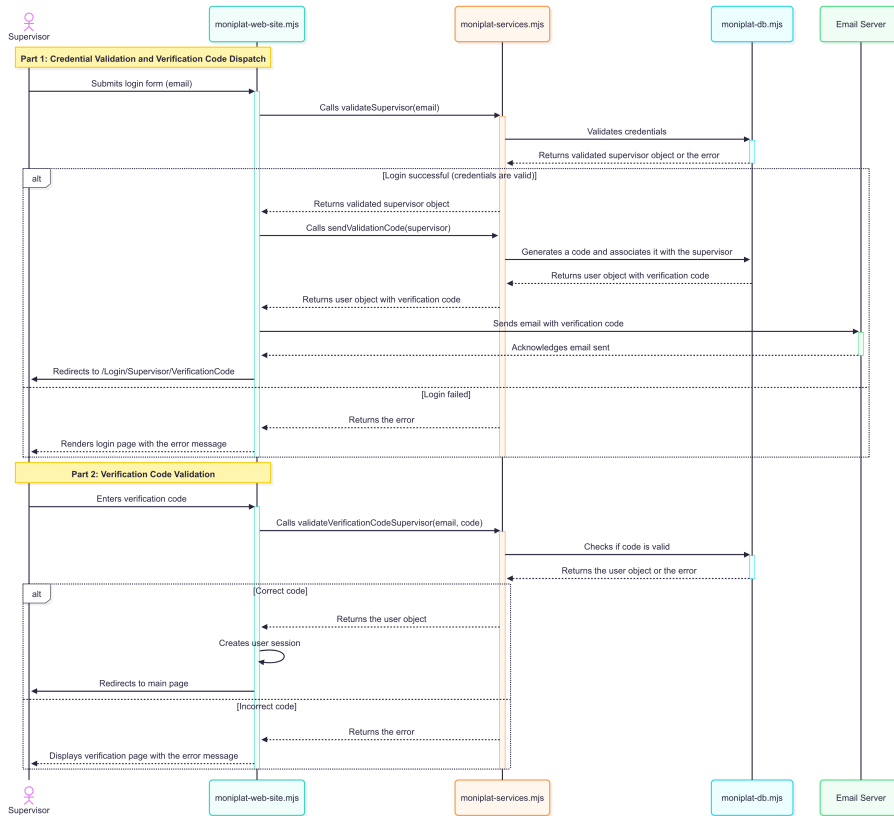 Supervisor
moniplat-web-site.mjs
moniplat-services.mjs
moniplat-db.mjs
Email Server
Part 1: Credential Validation and Verification Code Dispatch
Submits login form (email)
Calls validateSupervisor(email)
Validates credentials
Returns validated supervisor object or the error
alt
[Login successful (credentials are valid)]
Returns validated supervisor object
Calls sendValidationCode(supervisor)
Generates a code and associates it with the supervisor
Returns user object with verification code
Returns user object with verification code
Sends email with verification code
Acknowledges email sent
Redirects to /Login/Supervisor/VerificationCode
[Login failed]
Returns the error
Renders login page with the error message
Part 2: Verification Code Validation
Enters verification code
Calls validateVerificationCodeSupervisor(email, code)
Checks if code is valid
Returns the user object or the error
alt
[Correct code]
Returns the user object
Creates user session
Redirects to main page
[Incorrect code]
Returns the error
Displays verification page with the error message
Supervisor
moniplat-web-site.mjs
moniplat-services.mjs
moniplat-db.mjs
Email Server